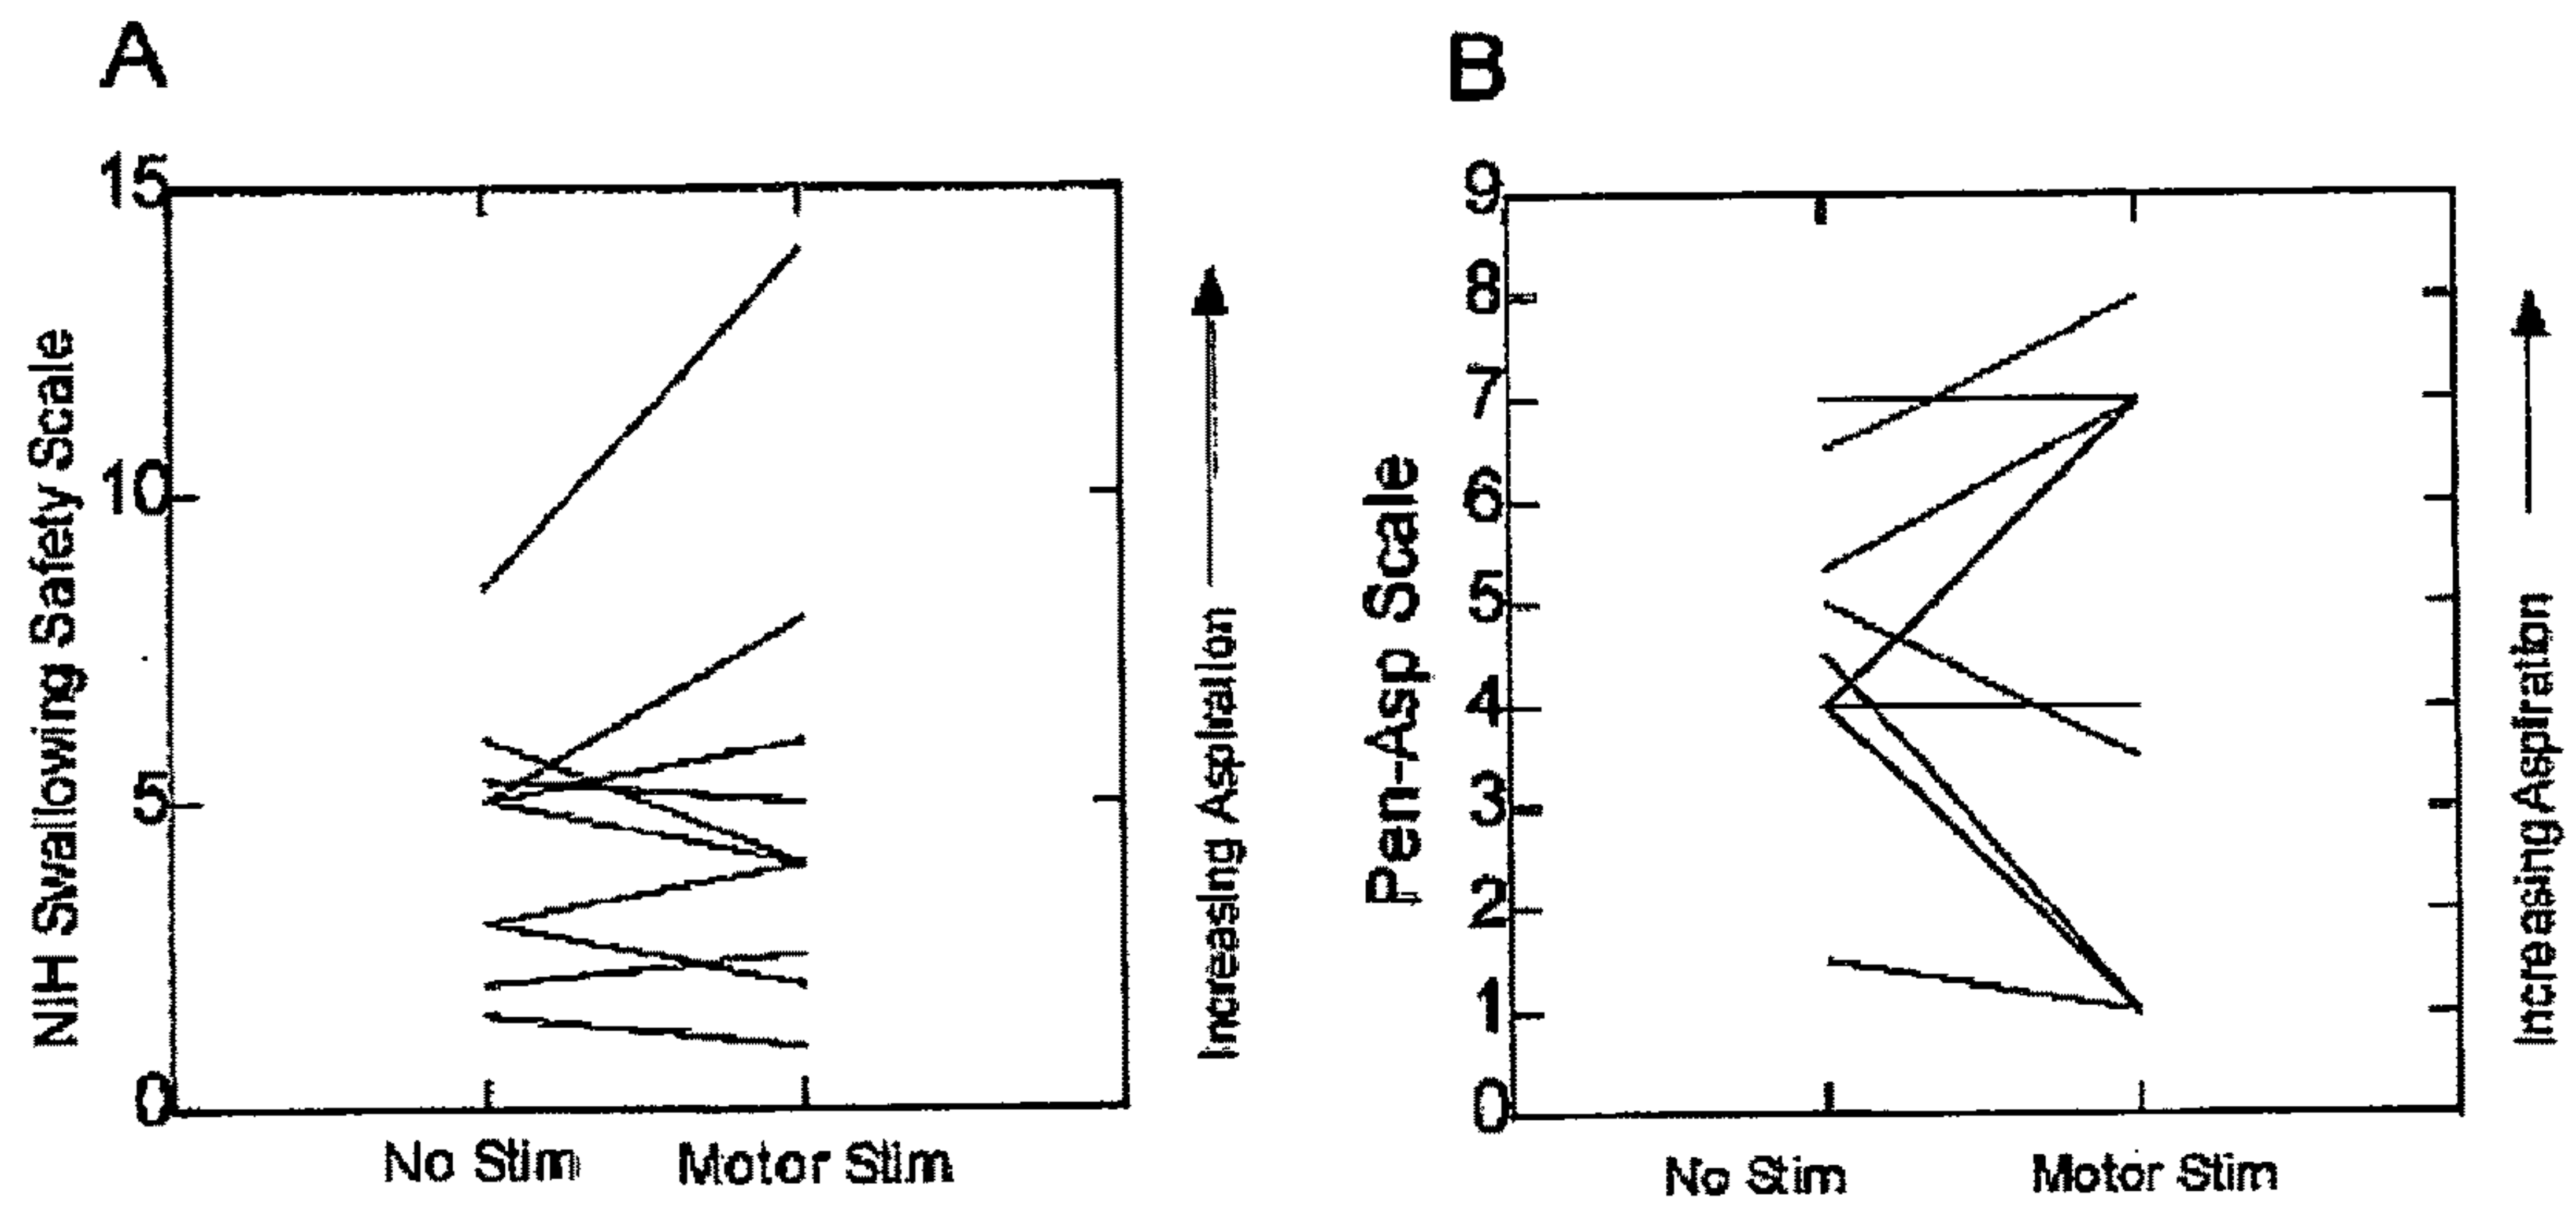 A
B
NIH Swallowing Safety Scale
15
10
5
0
No Stim
Motor Stim
Increasing Aspiration
Pen-Asp Scale
9
8
7
6
5
4
3
2
1
0
No Stim
Motor Stim
Increasing Aspiration